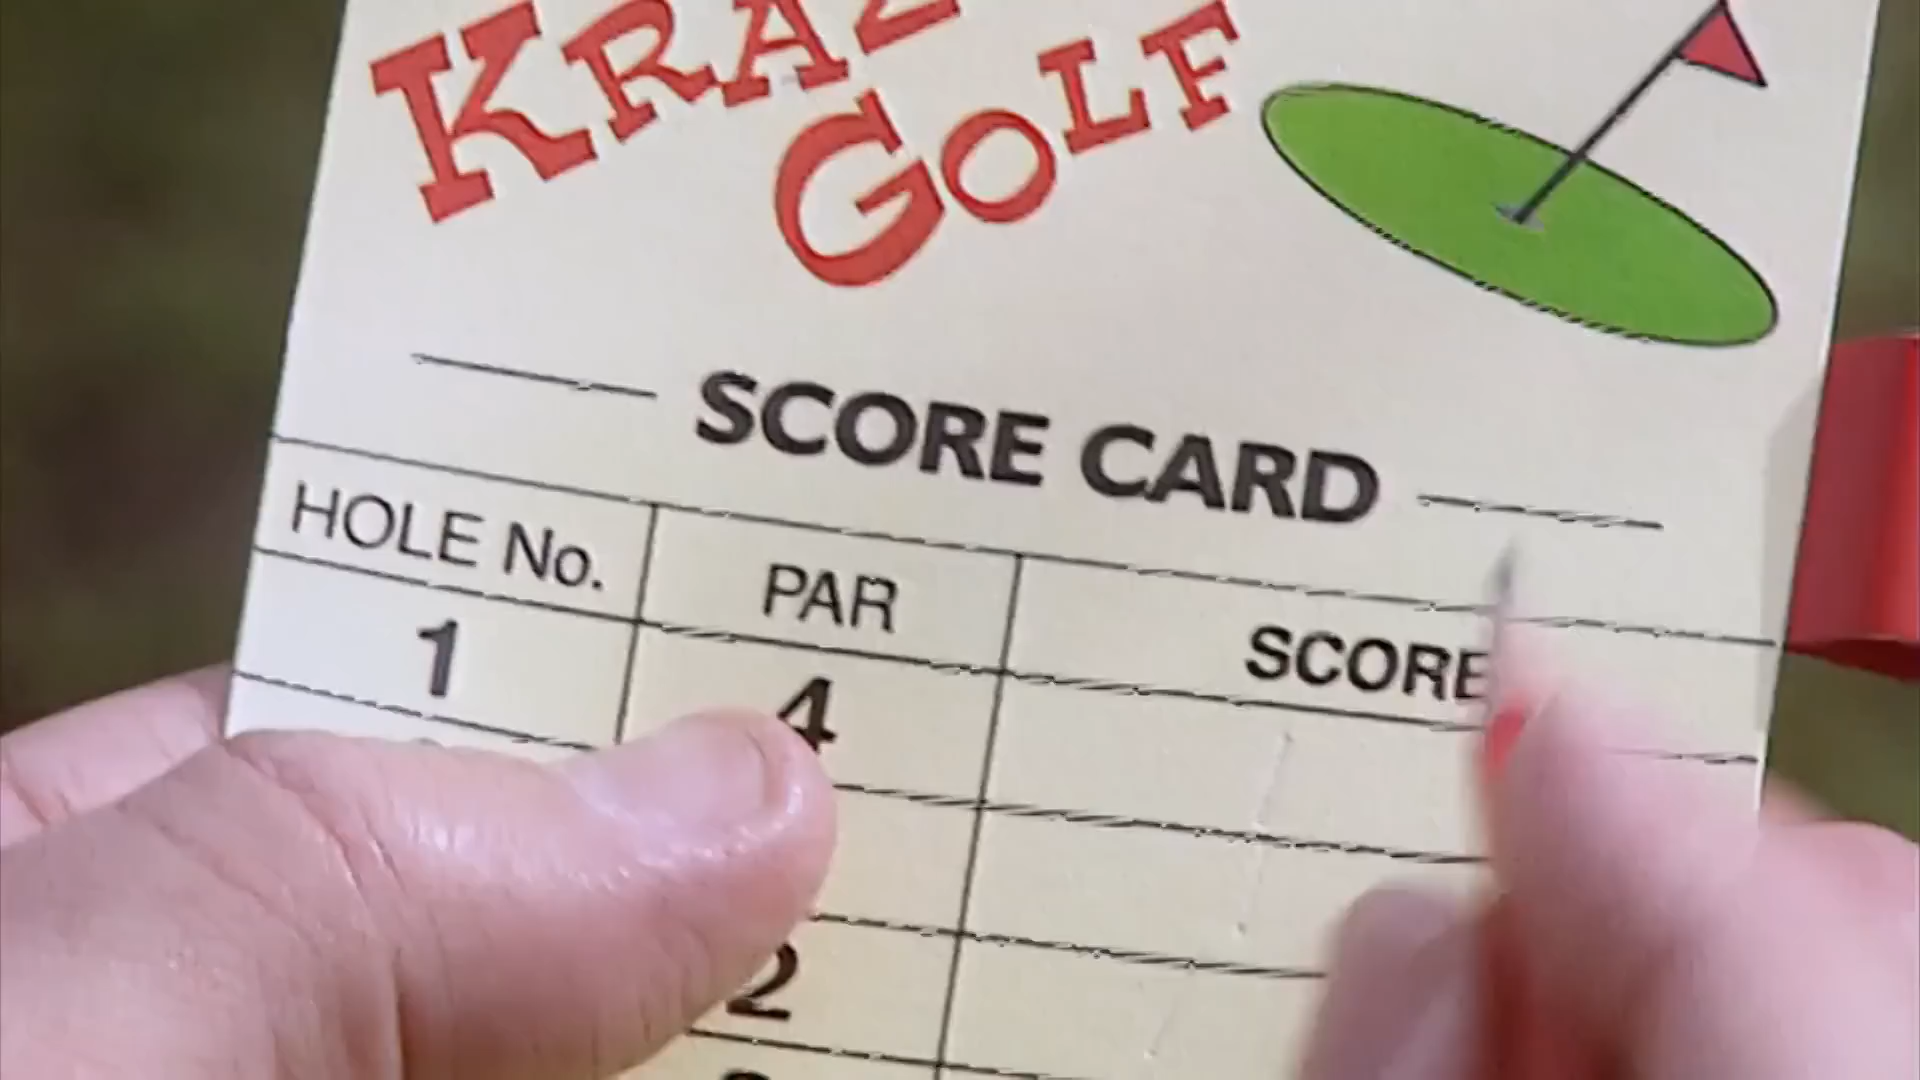 GOLF
SCORE CARD
HOLE No. PAR SCORE
1 4
2